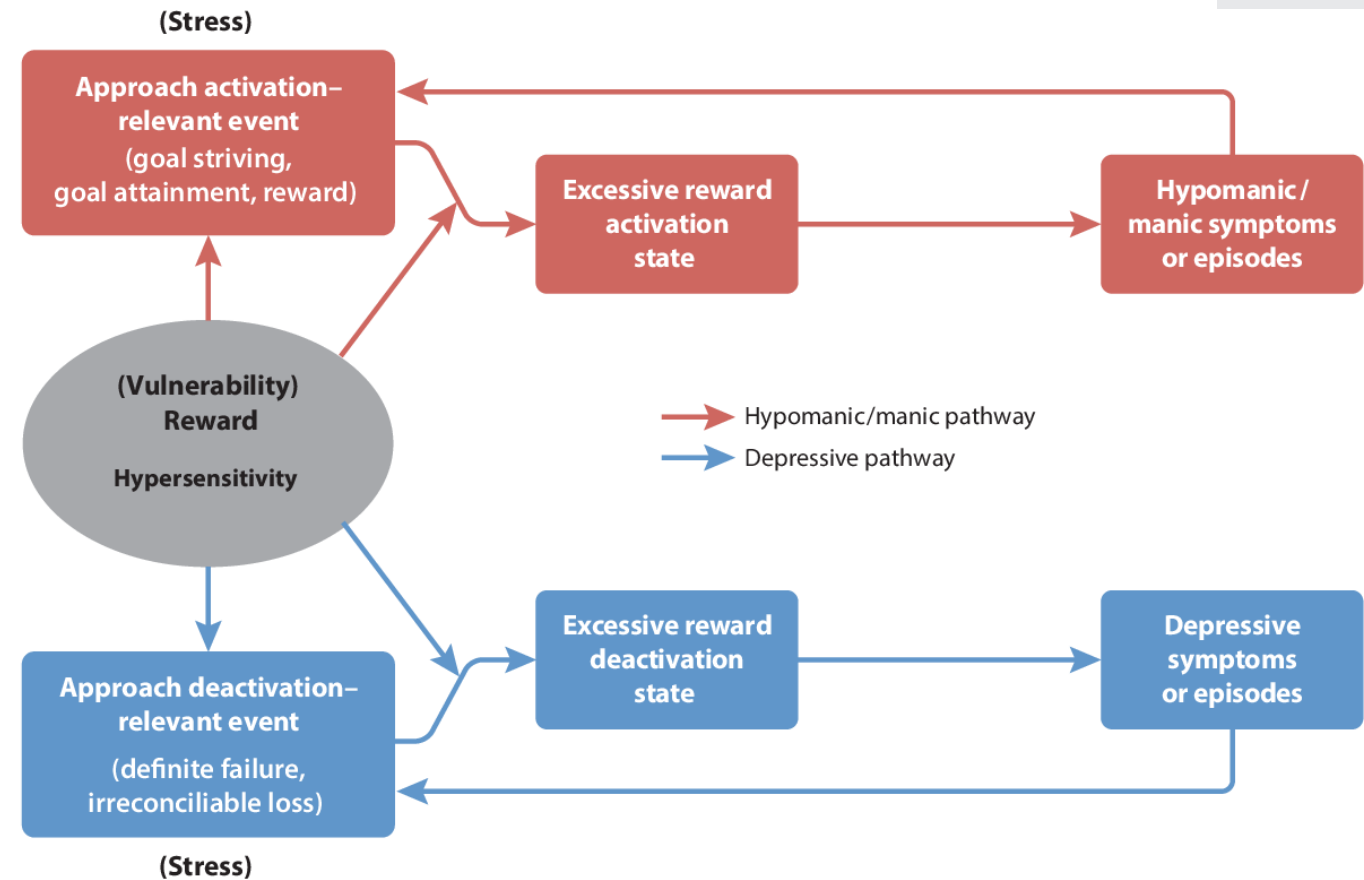 (Stress)
Approach activation–
relevant event
(goal striving,
goal attainment, reward)
Excessive reward
activation
state
Hypomanic/
manic symptoms
or episodes
(Vulnerability)
Reward
Hypersensitivity
Hypomanic/manic pathway
Depressive pathway
Approach deactivation–
relevant event
(definite failure,
irreconciliable loss)
Excessive reward
deactivation
state
Depressive
symptoms
or episodes
(Stress)